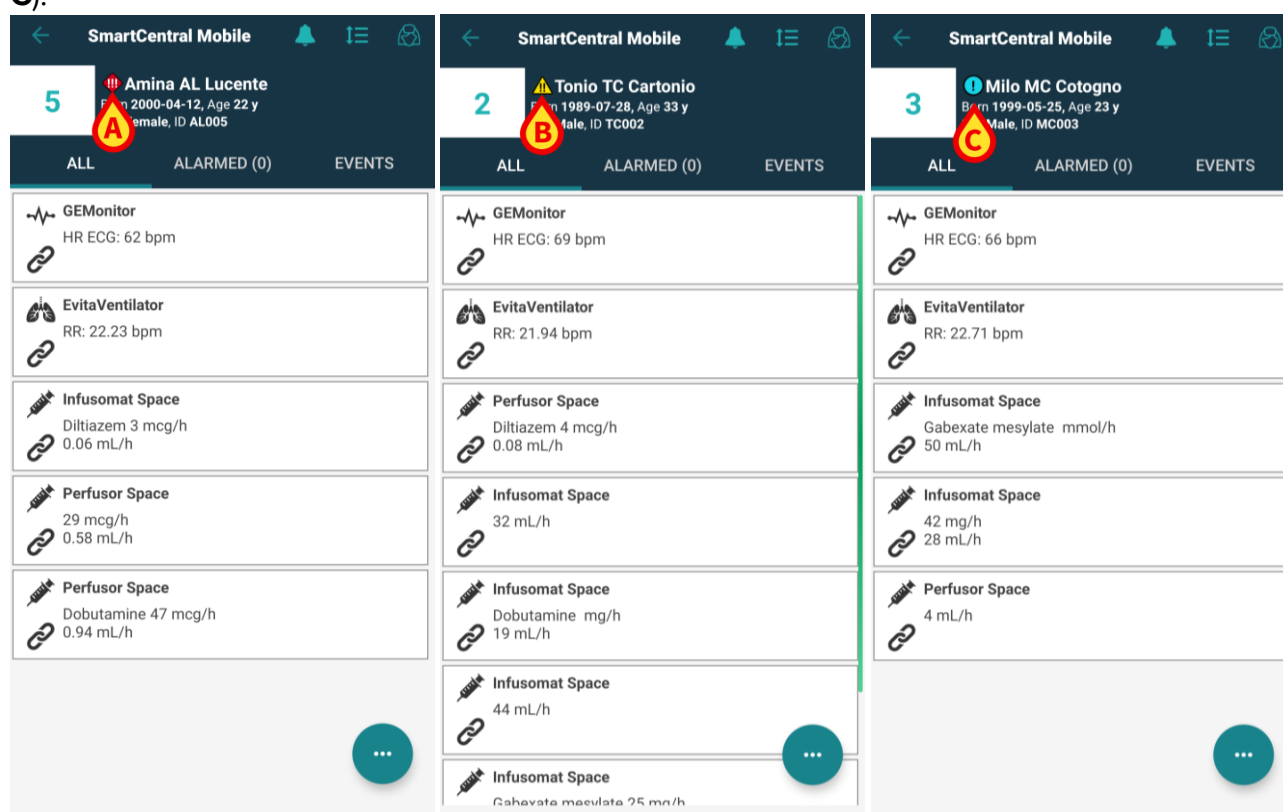 C).
SmartCentral Mobile
5
!!! Amina AL Lucente
2000-04-12, Age 22 y
A
emale, ID AL005
ALL ALARMED (0) EVENTS
GEMonitor
HR ECG: 62 bpm
EvitaVentilator
RR: 22.23 bpm
Infusomat Space
Diltiazem 3 mcg/h
0.06 mL/h
Perfusor Space
29 mcg/h
0.58 mL/h
Perfusor Space
Dobutamine 47 mcg/h
0.94 mL/h
...
SmartCentral Mobile
2
!! Tonio TC Cartonio
1989-07-28, Age 33 y
B
Male, ID TC002
ALL ALARMED (0) EVENTS
GEMonitor
HR ECG: 69 bpm
EvitaVentilator
RR: 21.94 bpm
Perfusor Space
Diltiazem 4 mcg/h
0.08 mL/h
Infusomat Space
32 mL/h
Infusomat Space
Dobutamine mg/h
19 mL/h
Infusomat Space
44 mL/h
Infusomat Space
Gabexate mesylate 25 mg/h
...
SmartCentral Mobile
3
! Milo MC Cotogno
Born 1999-05-25, Age 23 y
C
Male, ID MC003
ALL ALARMED (0) EVENTS
GEMonitor
HR ECG: 66 bpm
EvitaVentilator
RR: 22.71 bpm
Infusomat Space
Gabexate mesylate mmol/h
50 mL/h
Infusomat Space
42 mg/h
28 mL/h
Perfusor Space
4 mL/h
...